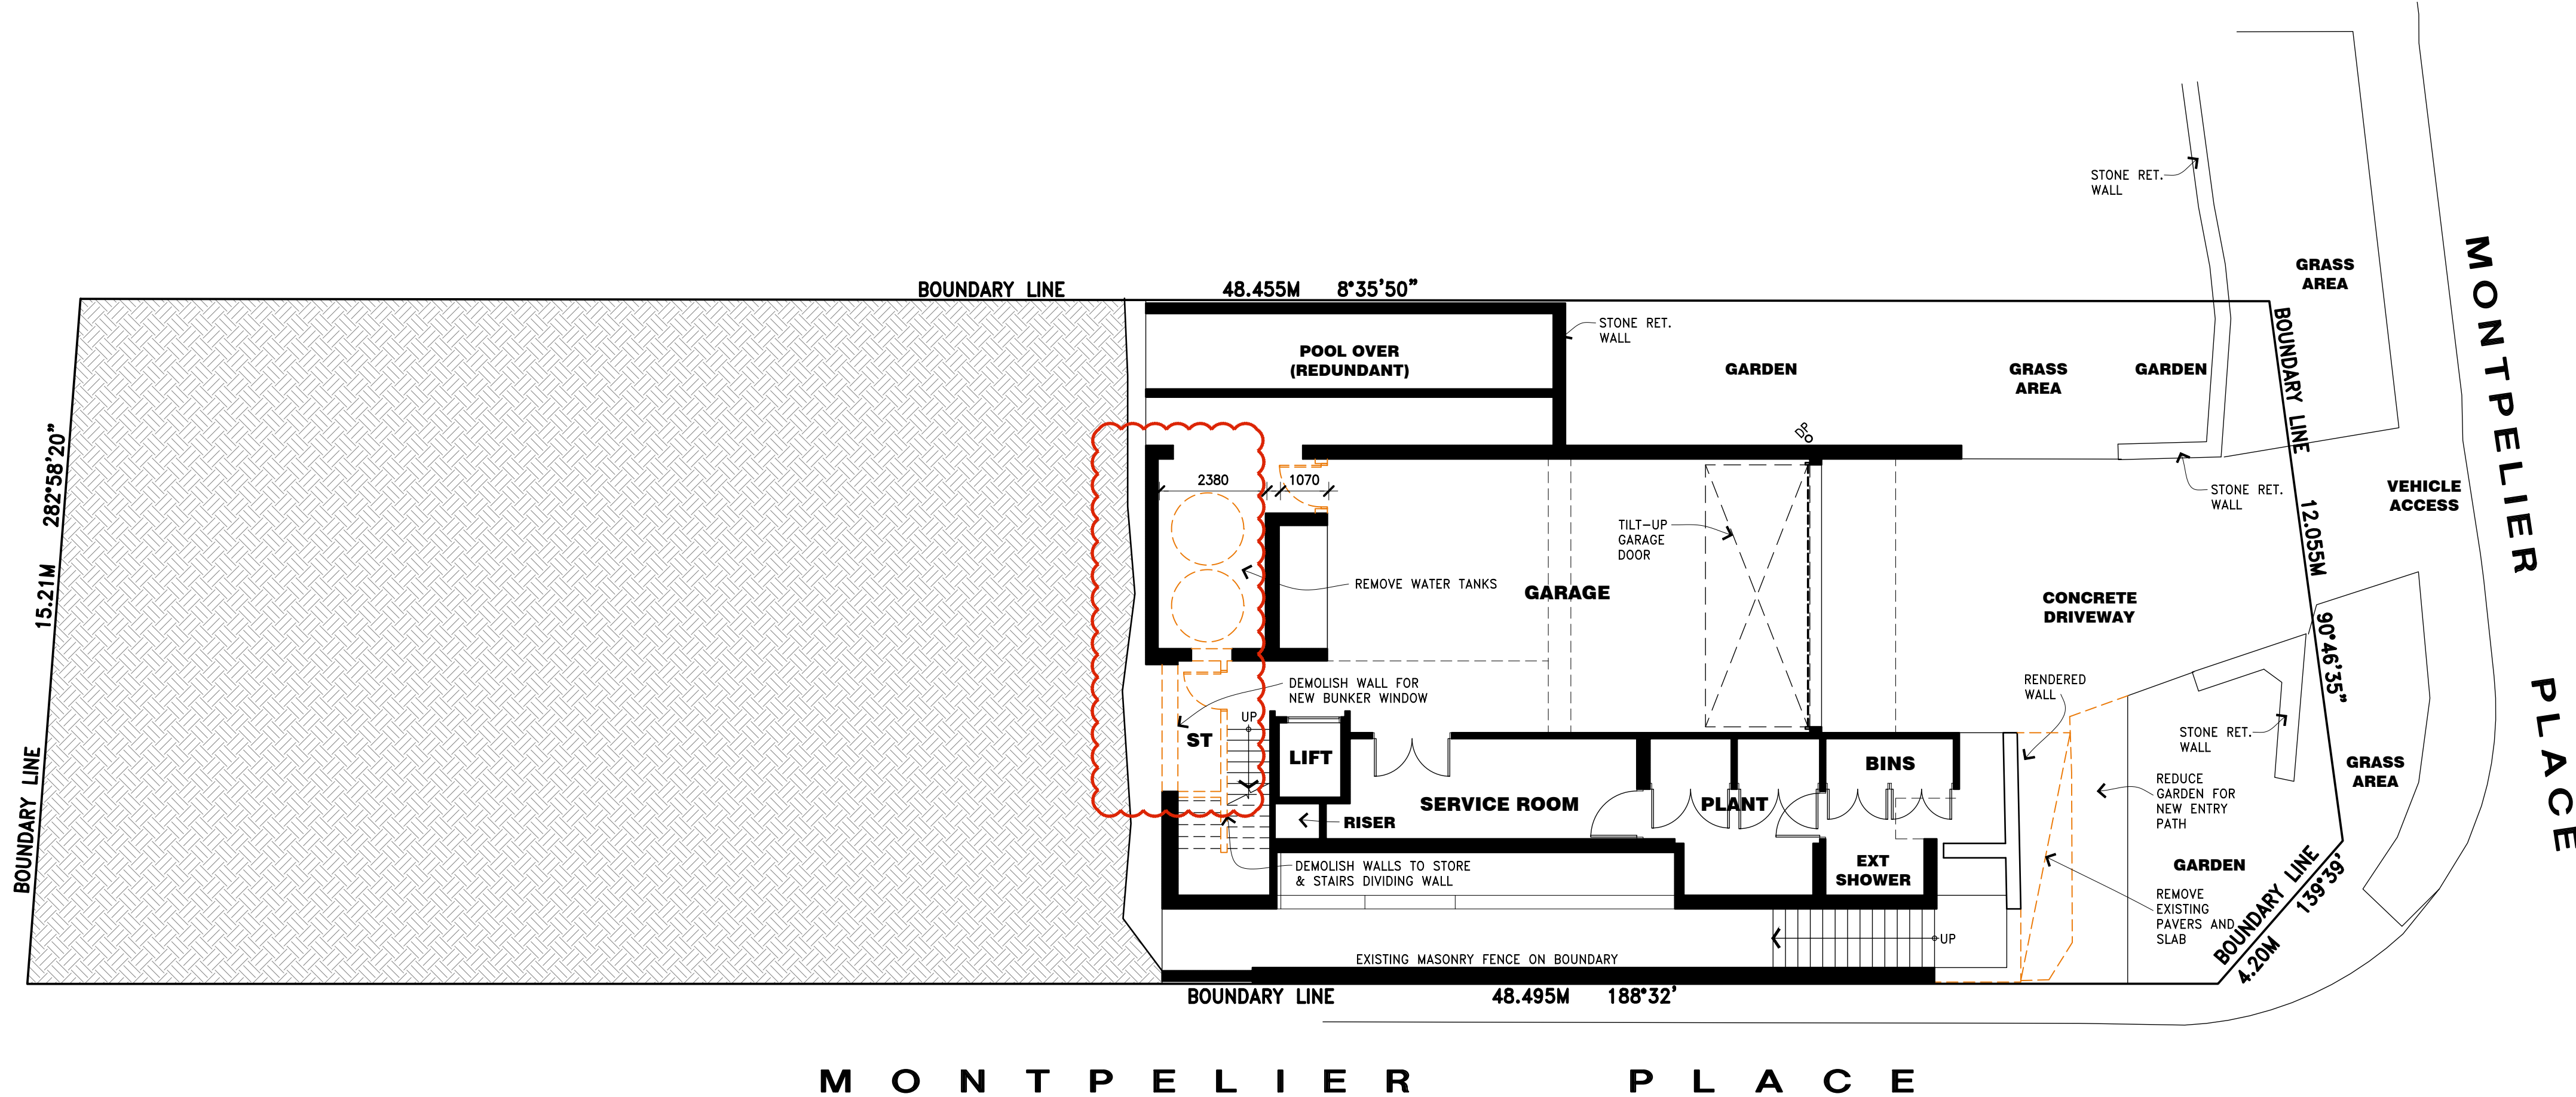 STONE RET.
WALL
GRASS
AREA
MONTPELIER PLACE
BOUNDARY LINE 48.455M 8°35'50"
STONE RET.
WALL
POOL OVER
(REDUNDANT)
GARDEN
GRASS
AREA
GARDEN
BOUNDARY LINE 12.055M 90°46'35"
DP
2380
1070
STONE RET.
WALL
VEHICLE
ACCESS
BOUNDARY LINE 15.21M 282°58'20"
TILT-UP
GARAGE
DOOR
REMOVE WATER TANKS
GARAGE
CONCRETE
DRIVEWAY
DEMOLISH WALL FOR
NEW BUNKER WINDOW
RENDERED
WALL
UP
ST
LIFT
STONE RET.
WALL
BINS
GRASS
AREA
REDUCE
GARDEN FOR
NEW ENTRY
PATH
SERVICE ROOM
PLANT
RISER
DEMOLISH WALLS TO STORE
& STAIRS DIVIDING WALL
EXT
SHOWER
GARDEN
REMOVE
EXISTING
PAVERS AND
SLAB
BOUNDARY LINE
139°39'
4.20M
UP
EXISTING MASONRY FENCE ON BOUNDARY
BOUNDARY LINE 48.495M 188°32'
MONTPELIER PLACE